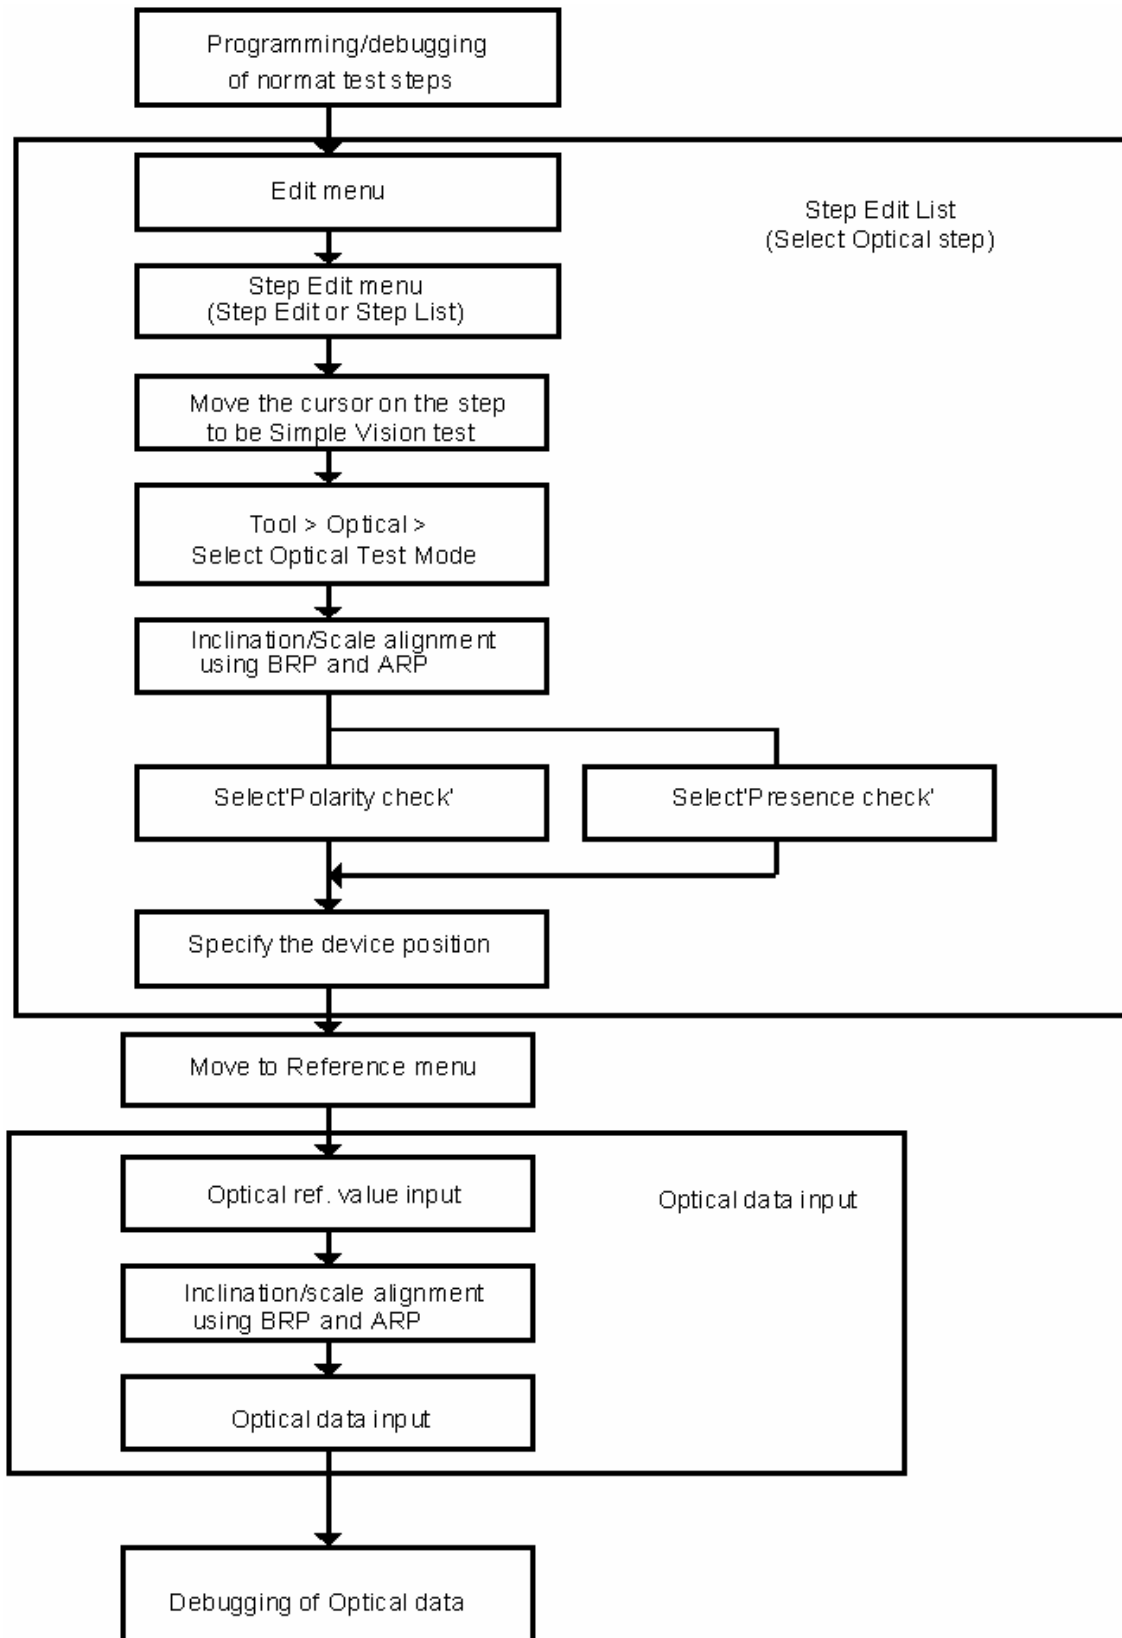 Programming/debugging
of normat test steps
Edit menu
Step Edit List
(Select Optical step)
Step Edit menu
(Step Edit or Step List)
Move the cursor on the step
to be Simple Vision test
Tool > Optical >
Select Optical Test Mode
Inclination/Scale alignment
using BRP and ARP
Select'Polarity check'
Select'Presence check'
Specify the device position
Move to Reference menu
Optical ref. value input
Optical data input
Inclination/scale alignment
using BRP and ARP
Optical data input
Debugging of Optical data